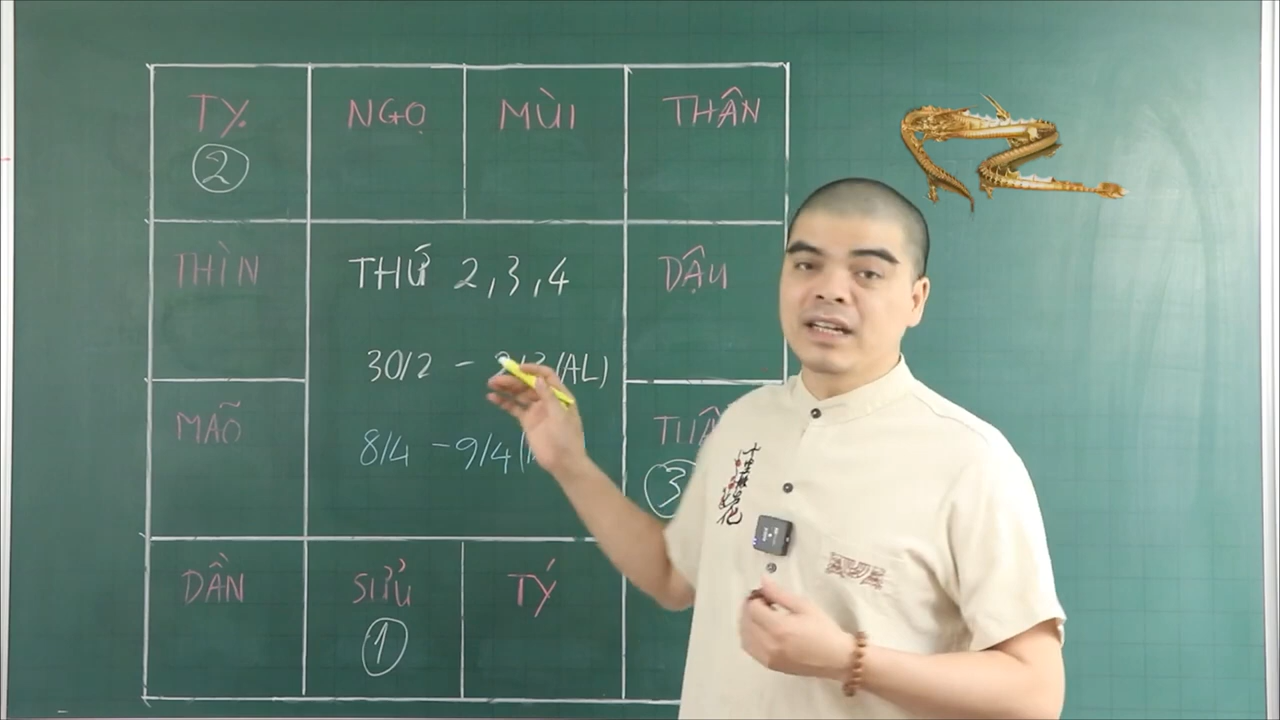 TỴ NGỌ MÙI THÂN
②
THÌN THỨ 2,3,4 DẬU
30/2 - (AL)
MÃO 8/4 - 9/4
③
DẦN SỬU TÝ
①